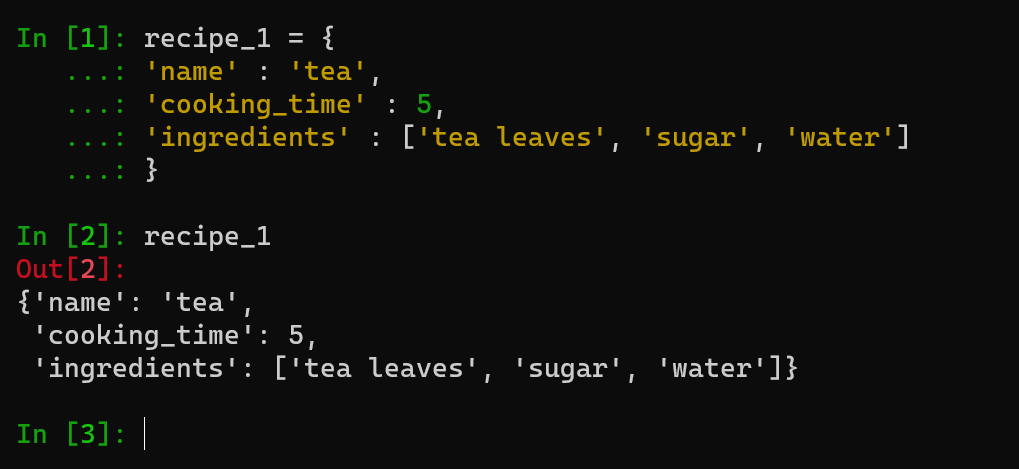 In [1]: recipe_1 = {
   ...: 'name' : 'tea',
   ...: 'cooking_time' : 5,
   ...: 'ingredients' : ['tea leaves', 'sugar', 'water']
   ...: }
In [2]: recipe_1
Out[2]:
{'name': 'tea',
 'cooking_time': 5,
 'ingredients': ['tea leaves', 'sugar', 'water']}
In [3]: